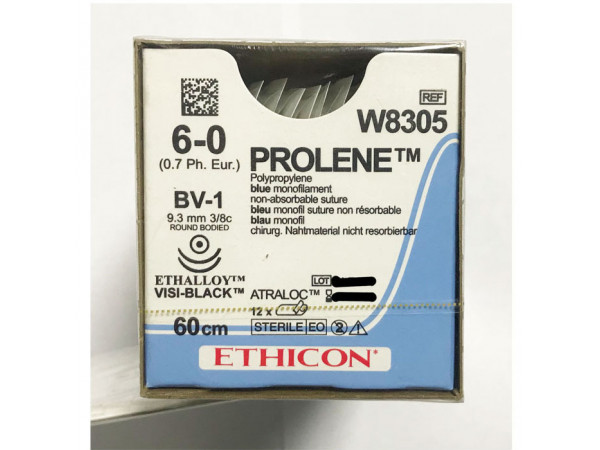 REF
W8305
6-0
(0.7 Ph. Eur.)
PROLENE™
Polypropylene
blue monofilament
non-absorbable suture
bleu monofil suture non résorbable
blau monofil
chirurg. Nahtmaterial nicht resorbierbar
BV-1
9.3 mm 3/8c
ROUND BODIED
ETHALLOY™
VISI-BLACK™
60cm
LOT
ATRALOC™
12 x
STERILE EO 2
ETHICON*